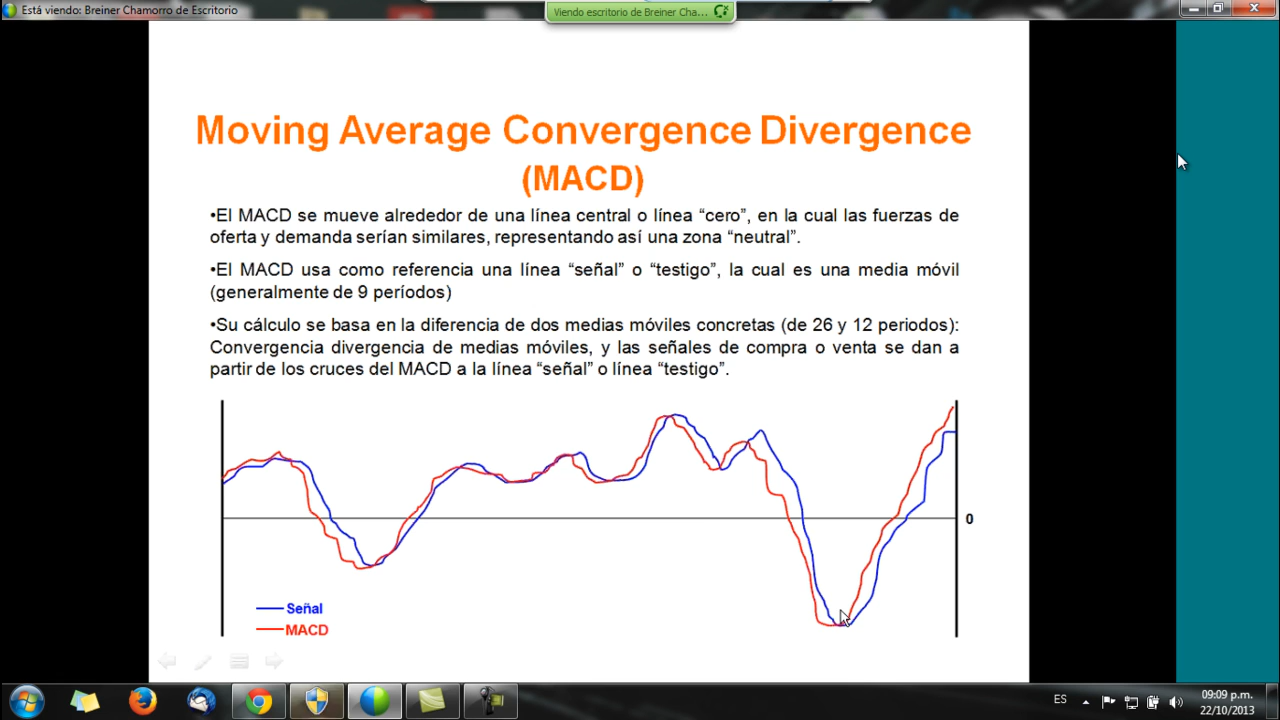 Está viendo: Breiner Chamorro de Escritorio
Viendo escritorio de Breiner Cha...
Moving Average Convergence Divergence
(MACD)
•El MACD se mueve alrededor de una línea central o línea “cero”, en la cual las fuerzas de
oferta y demanda serían similares, representando así una zona “neutral”.
•El MACD usa como referencia una línea “señal” o “testigo”, la cual es una media móvil
(generalmente de 9 períodos)
•Su cálculo se basa en la diferencia de dos medias móviles concretas (de 26 y 12 periodos):
Convergencia divergencia de medias móviles, y las señales de compra o venta se dan a
partir de los cruces del MACD a la línea “señal” o línea “testigo”.
0
Señal
MACD
ES
09:09 p.m.
22/10/2013